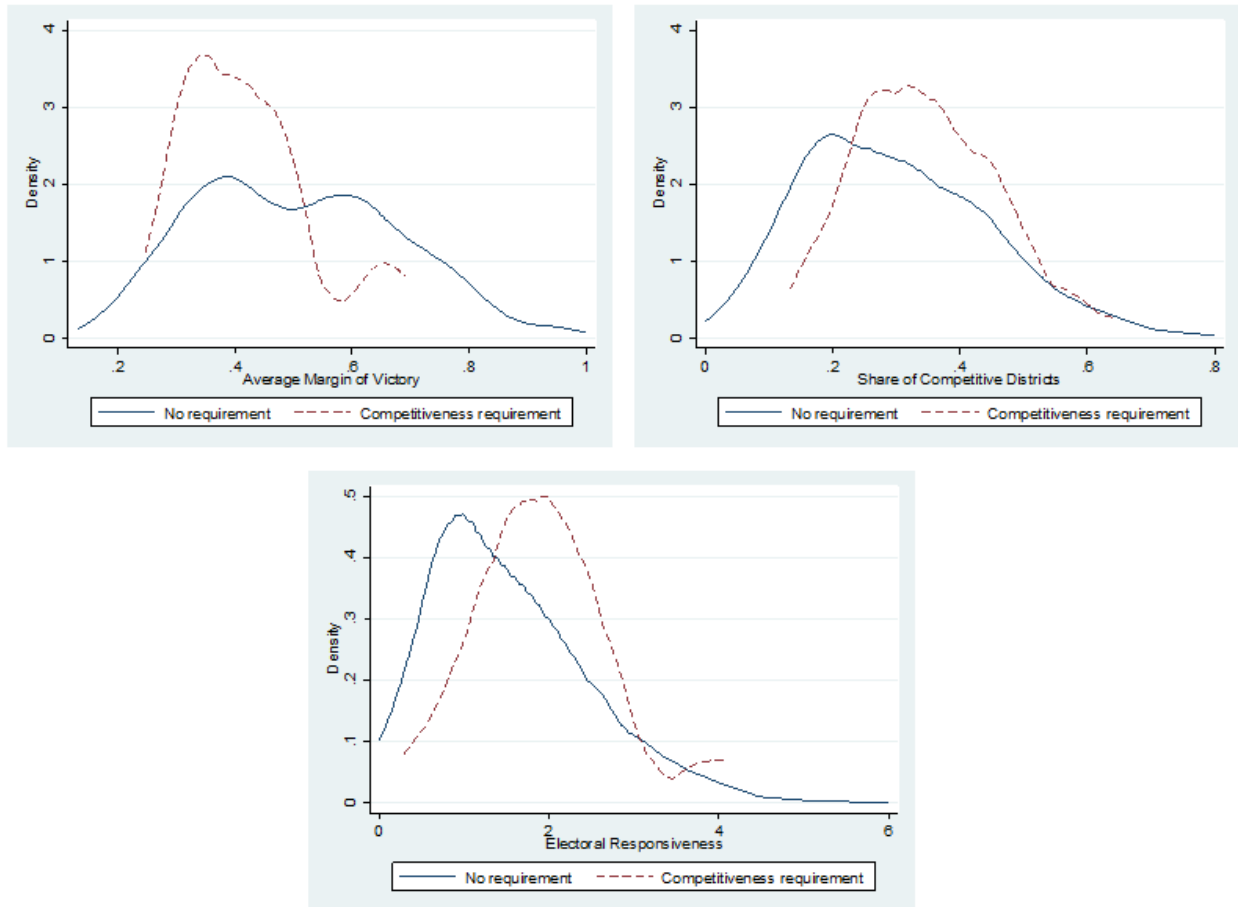 4
3
2
1
0
Density
.2 .4 .6 .8 1
Average Margin of Victory
No requirement Competitiveness requirement
4
3
2
1
0
Density
0 .2 .4 .6 .8
Share of Competitive Districts
No requirement Competitiveness requirement
.5
.4
.3
.2
.1
0
Density
0 2 4 6
Electoral Responsiveness
No requirement Competitiveness requirement